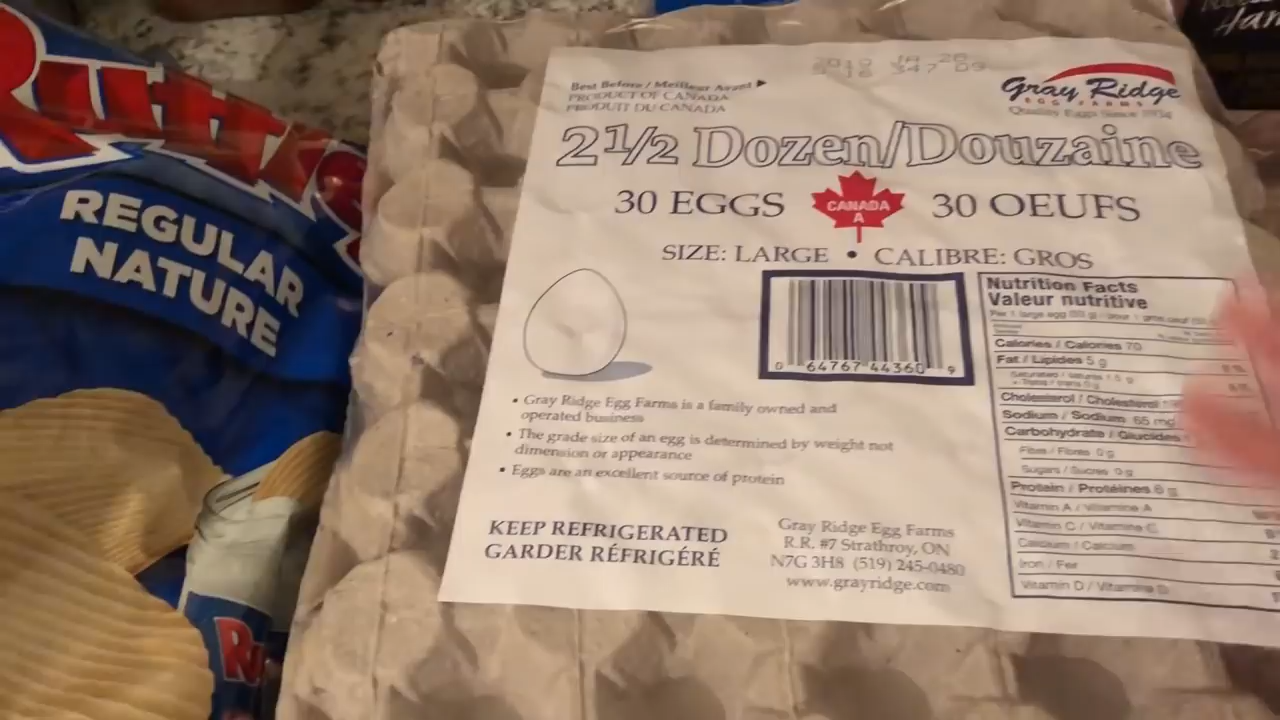 Rutt
REGULAR
NATURE
Best Before / Meilleur Avant
PRODUCT OF CANADA
PRODUIT DU CANADA
2019 JA 28
347 09
Gray Ridge
EGG FARMS
Quality Eggs Since
2 1/2 Dozen/Douzaine
30 EGGS
CANADA
A
30 OEUFS
SIZE: LARGE • CALIBRE: GROS
0 64767 44360 9
• Gray Ridge Egg Farms is a family owned and
operated business
• The grade size of an egg is determined by weight not
dimension or appearance
• Eggs are an excellent source of protein
KEEP REFRIGERATED
GARDER RÉFRIGÉRÉ
Gray Ridge Egg Farms
R.R. #7 Strathroy, ON
N7G 3H8 (519) 245-0480
www.grayridge.com
Nutrition Facts
Valeur nutritive
Per 1 large egg
Calories / Calories 70
Fat / Lipides 5 g
Saturated / saturés 1.5 g
+ Trans / trans 0 g
Cholesterol / Cholestérol
Sodium / Sodium 65 mg
Carbohydrate / Glucides
Fibre / Fibres 0 g
Sugars / Sucres 0 g
Protein / Protéines 6 g
Vitamin A / Vitamine A
Vitamin C / Vitamine C
Calcium / Calcium
Iron / Fer
Vitamin D / Vitamine D